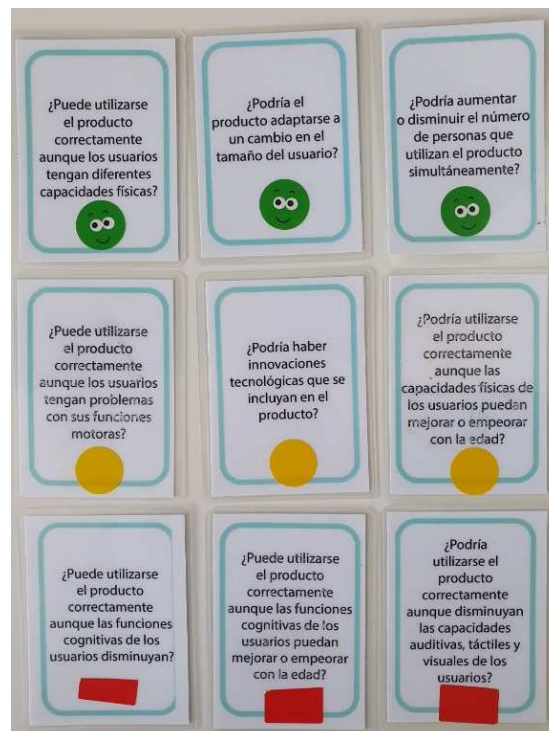 ¿Puede utilizarse
el producto
correctamente
aunque los usuarios
tengan diferentes
capacidades físicas?
¿Podría el
producto adaptarse a
un cambio en el
tamaño del usuario?
¿Podría aumentar
o disminuir el número
de personas que
utilizan el producto
simultáneamente?
¿Puede utilizarse
el producto
correctamente
aunque los usuarios
tengan problemas
con sus funciones
motoras?
¿Podría haber
innovaciones
tecnológicas que se
incluyan en el
producto?
¿Podría utilizarse
el producto
correctamente
aunque las
capacidades físicas de
los usuarios puedan
mejorar o empeorar
con la edad?
¿Puede utilizarse
el producto
correctamente
aunque las funciones
cognitivas de los
usuarios disminuyan?
¿Puede utilizarse
el producto
correctamente
aunque las funciones
cognitivas de los
usuarios puedan
mejorar o empeorar
con la edad?
¿Podría
utilizarse el
producto
correctamente
aunque disminuyan
las capacidades
auditivas, táctiles y
visuales de los
usuarios?